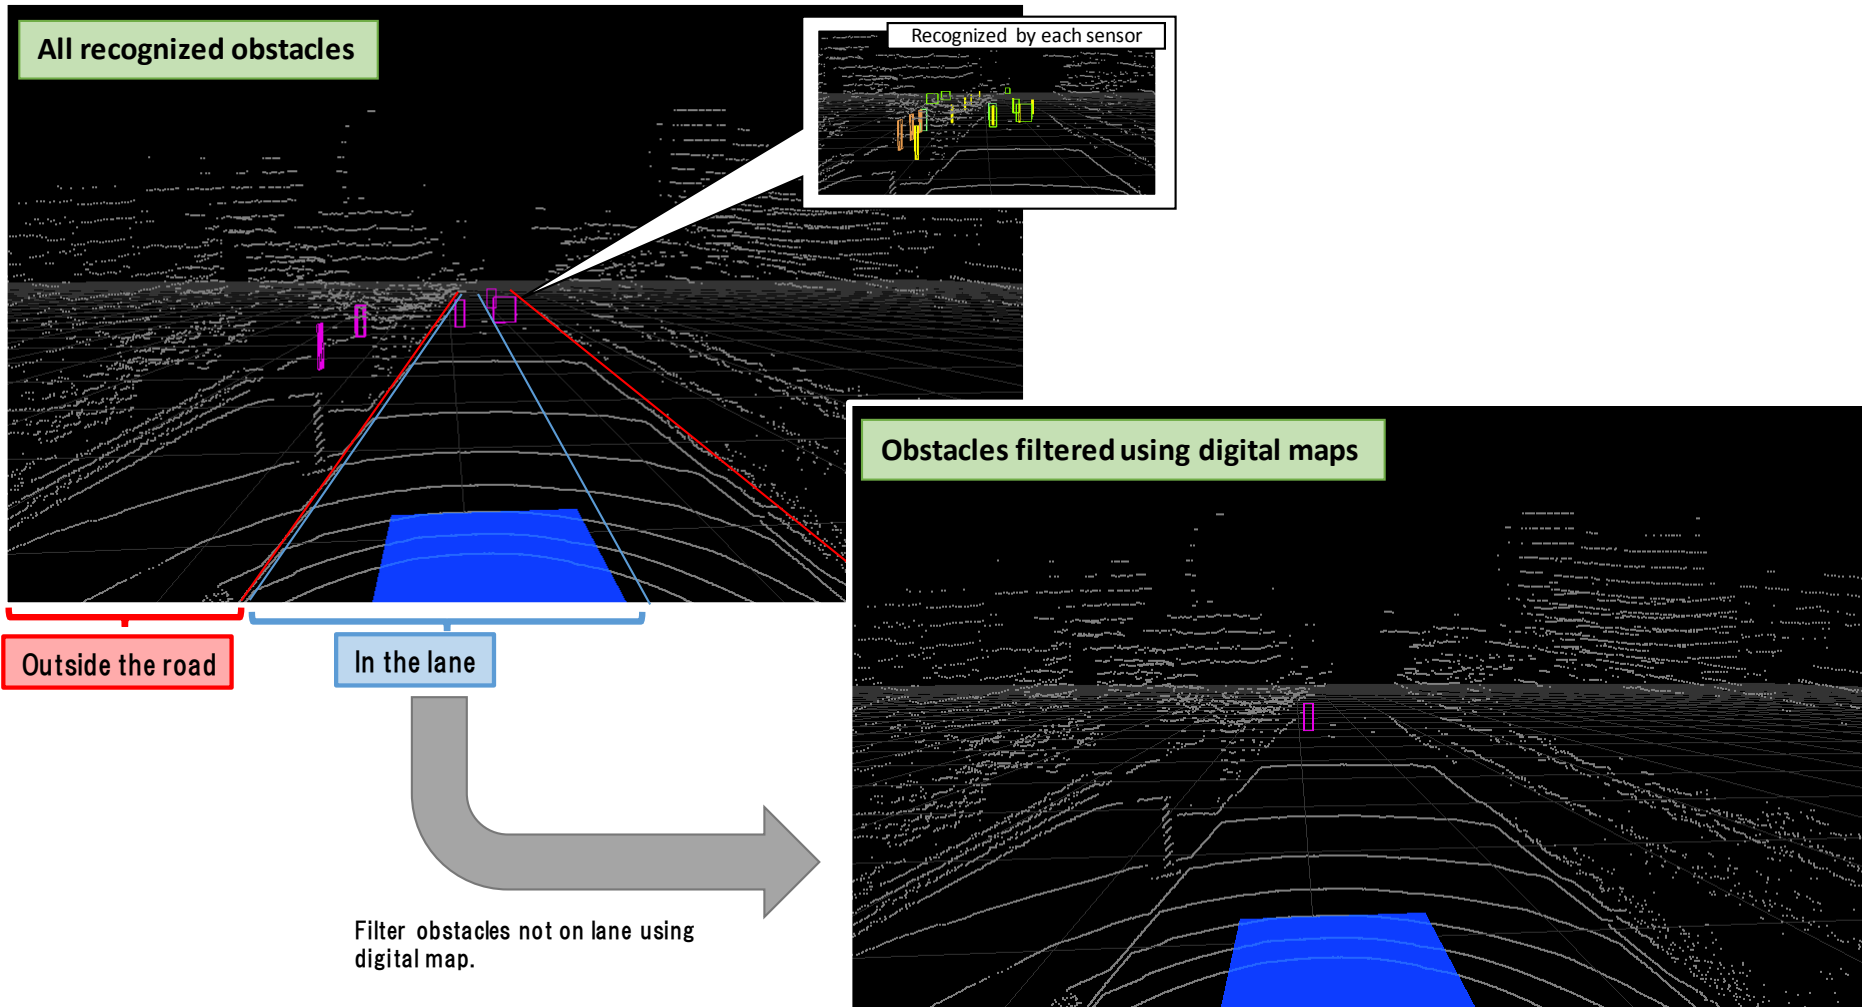 All recognized obstacles
Recognized by each sensor
Obstacles filtered using digital maps
Outside the road
In the lane
Filter obstacles not on lane using
digital map.